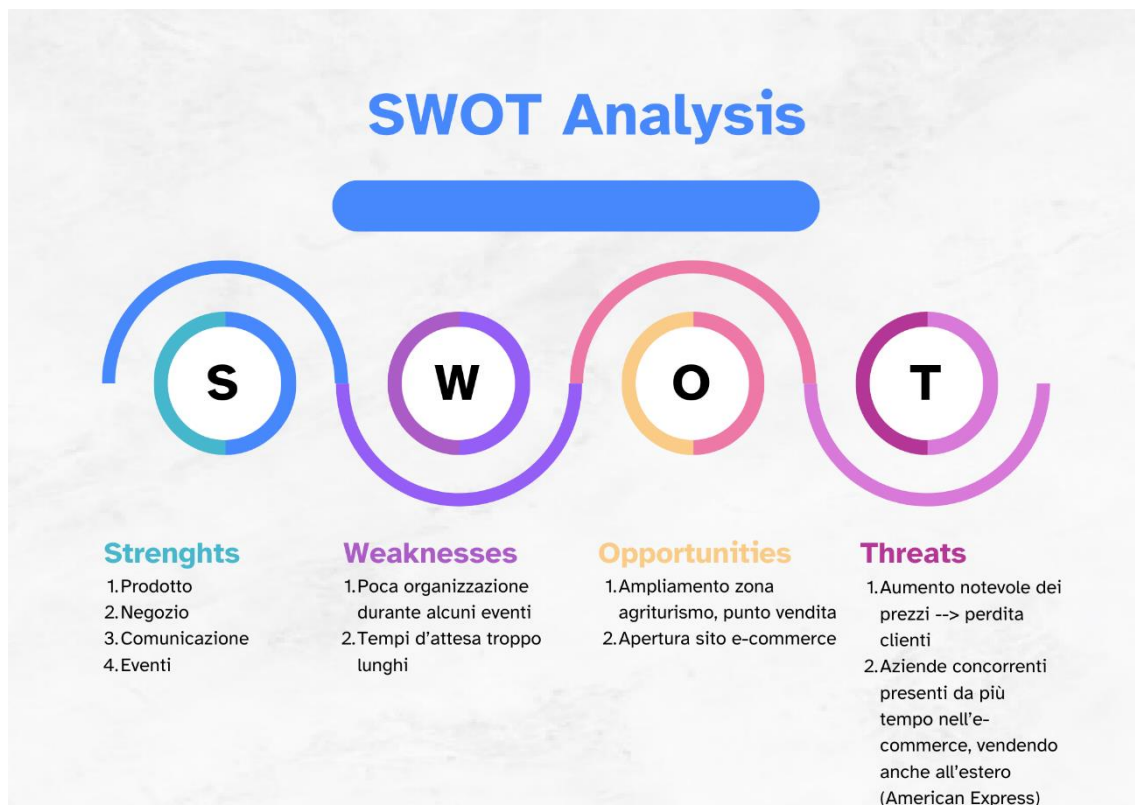 SWOT Analysis
S
W
O
T
Strenghts
1.Prodotto
2.Negozio
3.Comunicazione
4.Eventi
Weaknesses
1.Poca organizzazione
durante alcuni eventi
2.Tempi d'attesa troppo
lunghi
Opportunities
1.Ampliamento zona
agriturismo, punto vendita
2.Apertura sito e-commerce
Threats
1.Aumento notevole dei
prezzi --> perdita
clienti
2.Aziende concorrenti
presenti da più
tempo nell'e-
commerce, vendendo
anche all'estero
(American Express)